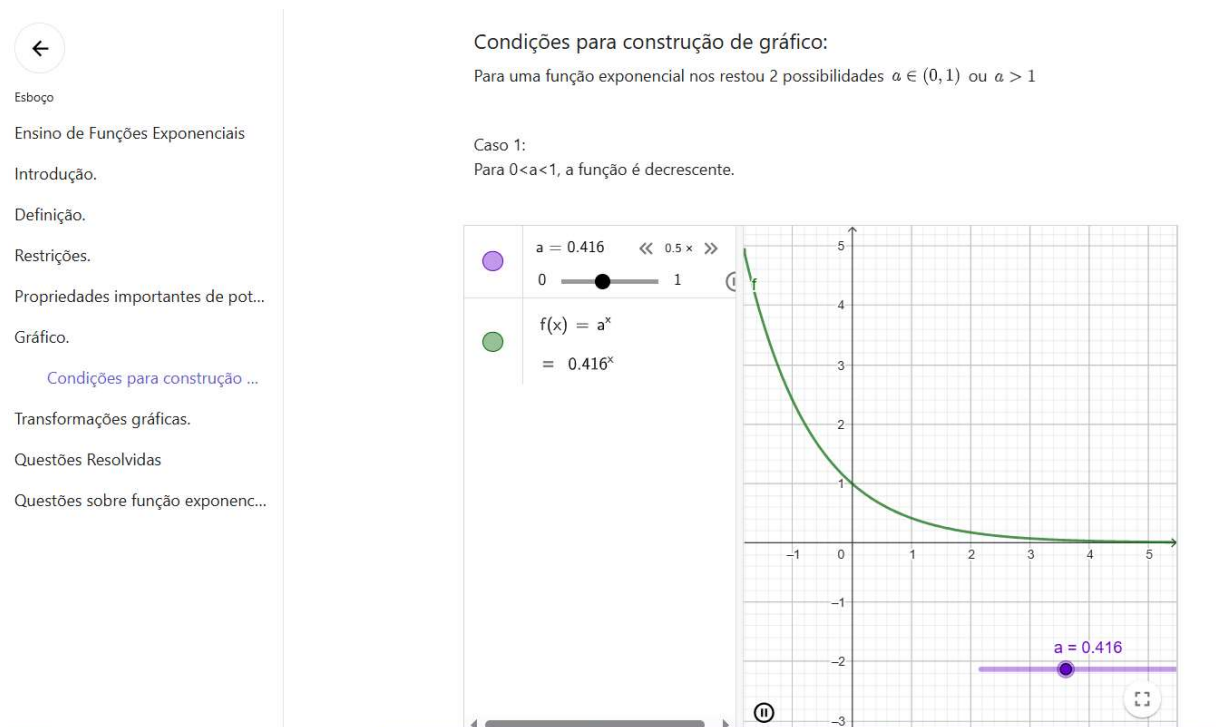 Esboço
Ensino de Funções Exponenciais
Introdução.
Definição.
Restrições.
Propriedades importantes de pot...
Gráfico.
Condições para construção ...
Transformações gráficas.
Questões Resolvidas
Questões sobre função exponenc...
Condições para construção de gráfico:
Para uma função exponencial nos restou 2 possibilidades a ∈ (0, 1) ou a > 1
Caso 1:
Para 0<a<1, a função é decrescente.
a = 0.416 0.5 ×
0 1
f(x) = aˣ
= 0.416ˣ
5
f
4
3
2
1
−1 0 1 2 3 4 5
−1
a = 0.416
−2
−3